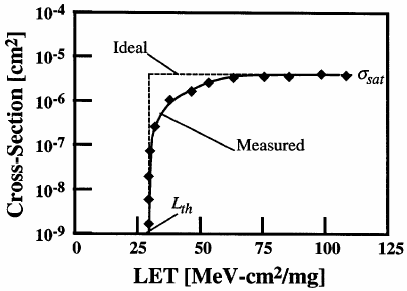 10⁻⁴
Ideal
σsat
10⁻⁵
Cross-Section [cm²]
10⁻⁶
10⁻⁷
Measured
10⁻⁸
Lth
10⁻⁹
0 25 50 75 100 125
LET [MeV-cm²/mg]